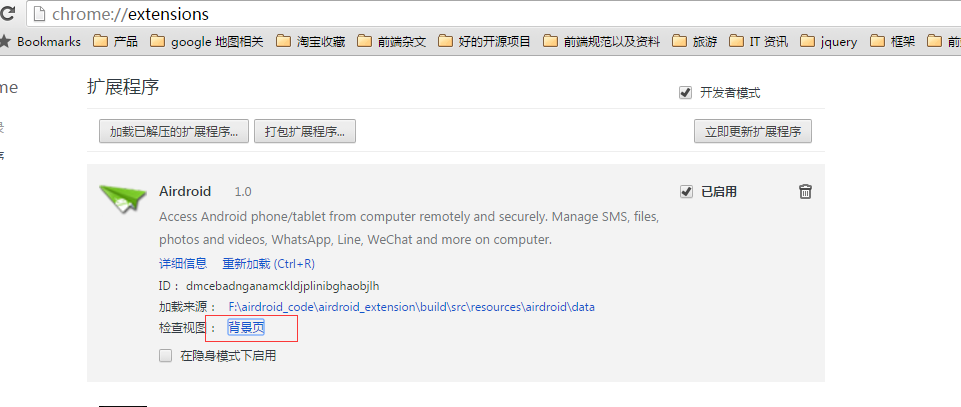 chrome://extensions
Bookmarks 产品 google 地图相关 淘宝收藏 前端杂文 好的开源项目 前端规范以及资料 旅游 IT 资讯 jquery 框架 前
me 扩展程序 开发者模式
加载已解压的扩展程序... 打包扩展程序... 立即更新扩展程序
Airdroid 1.0 已启用
Access Android phone/tablet from computer remotely and securely. Manage SMS, files,
photos and videos, WhatsApp, Line, WeChat and more on computer.
详细信息 重新加载 (Ctrl+R)
ID： dmcebadnganamckldjplinibghaobjlh
加载来源： F:\airdroid_code\airdroid_extension\build\src\resources\airdroid\data
检查视图： 背景页
在隐身模式下启用